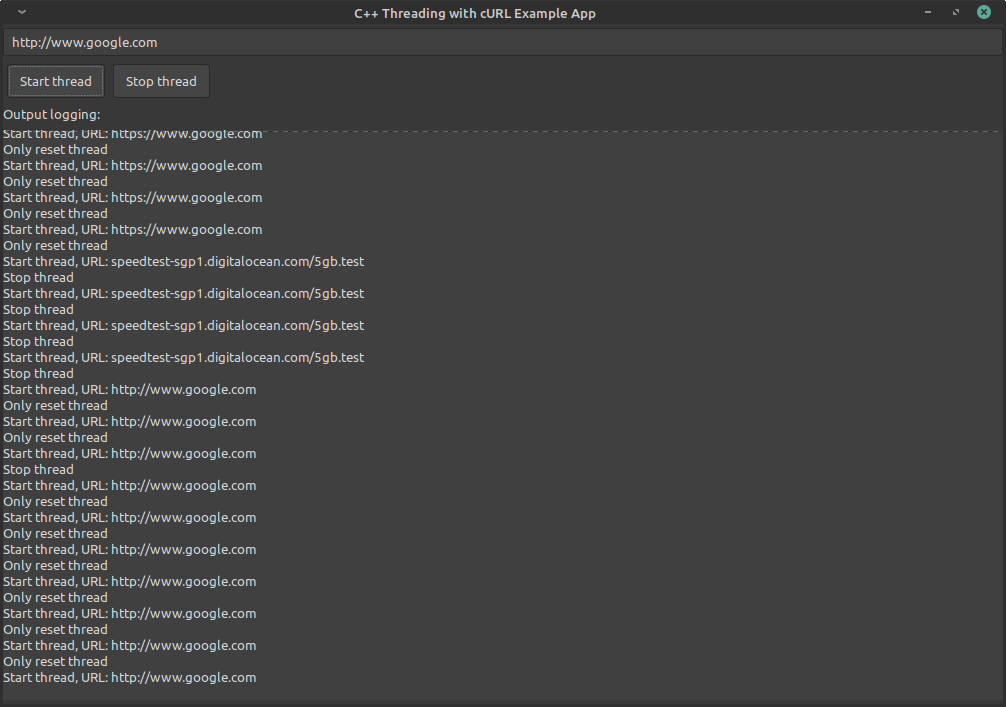 C++ Threading with cURL Example App
http://www.google.com
Start thread Stop thread
Output logging:
Start thread, URL: https://www.google.com
Only reset thread
Start thread, URL: https://www.google.com
Only reset thread
Start thread, URL: https://www.google.com
Only reset thread
Start thread, URL: https://www.google.com
Only reset thread
Start thread, URL: speedtest-sgp1.digitalocean.com/5gb.test
Stop thread
Start thread, URL: speedtest-sgp1.digitalocean.com/5gb.test
Stop thread
Start thread, URL: speedtest-sgp1.digitalocean.com/5gb.test
Stop thread
Start thread, URL: speedtest-sgp1.digitalocean.com/5gb.test
Stop thread
Start thread, URL: http://www.google.com
Only reset thread
Start thread, URL: http://www.google.com
Only reset thread
Start thread, URL: http://www.google.com
Stop thread
Start thread, URL: http://www.google.com
Only reset thread
Start thread, URL: http://www.google.com
Only reset thread
Start thread, URL: http://www.google.com
Only reset thread
Start thread, URL: http://www.google.com
Only reset thread
Start thread, URL: http://www.google.com
Only reset thread
Start thread, URL: http://www.google.com
Only reset thread
Start thread, URL: http://www.google.com